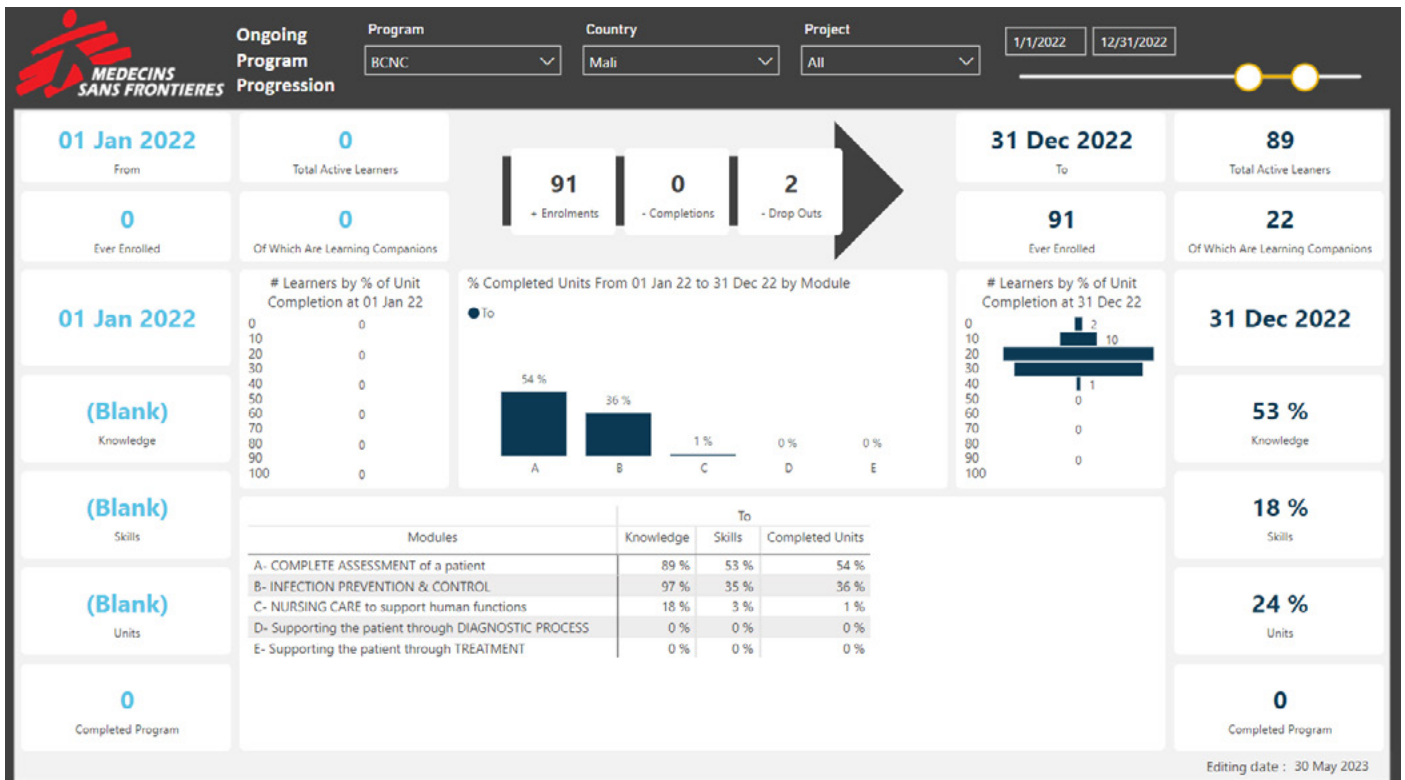 MEDECINS
SANS FRONTIERES
Ongoing
Program
Progression
Program
BCNC
Country
Mali
Project
All
1/1/2022
12/31/2022
01 Jan 2022
From
0
Total Active Learners
0
Ever Enrolled
0
Of Which Are Learning Companions
91
+ Enrolments
0
- Completions
2
- Drop Outs
31 Dec 2022
To
89
Total Active Leaners
91
Ever Enrolled
22
Of Which Are Learning Companions
01 Jan 2022
(Blank)
Knowledge
(Blank)
Skills
(Blank)
Units
0
Completed Program
# Learners by % of Unit
Completion at 01 Jan 22
0 0
10
20 0
30
40 0
50
60 0
70
80 0
90
100 0
% Completed Units From 01 Jan 22 to 31 Dec 22 by Module
To
54 % 36 % 1 % 0 % 0 %
A B C D E
# Learners by % of Unit
Completion at 31 Dec 22
0 2
10 10
20
30
40 1
50 0
60
70 0
80
90 0
100
To
Modules Knowledge Skills Completed Units
A- COMPLETE ASSESSMENT of a patient 89 % 53 % 54 %
B- INFECTION PREVENTION & CONTROL 97 % 35 % 36 %
C- NURSING CARE to support human functions 18 % 3 % 1 %
D- Supporting the patient through DIAGNOSTIC PROCESS 0 % 0 % 0 %
E- Supporting the patient through TREATMENT 0 % 0 % 0 %
31 Dec 2022
53 %
Knowledge
18 %
Skills
24 %
Units
0
Completed Program
Editing date : 30 May 2023